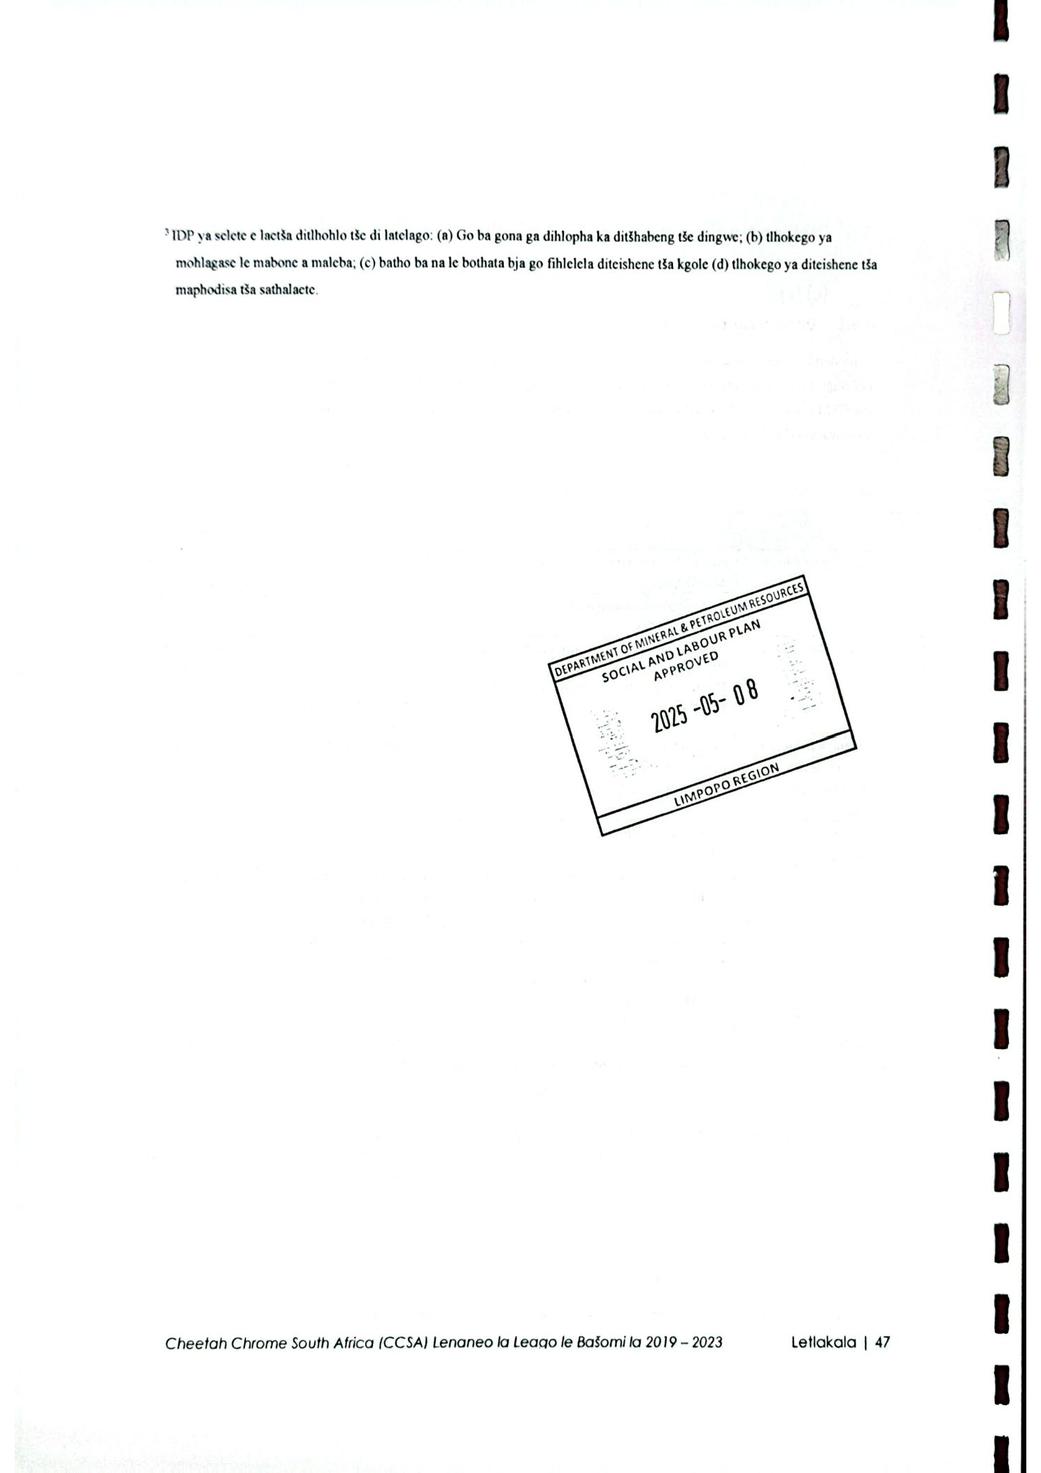 ³ IDP ya selete e laetša ditlhohlo tše di latelago: (a) Go ba gona ga dihlopha ka ditšhabeng tše dingwe; (b) tlhokego ya
mohlagase le mabone a maleba; (c) batho ba na le bothata bja go fihlelela diteishene tša kgole (d) tlhokego ya diteishene tša
maphodisa tša sathalaete.
DEPARTMENT OF MINERAL & PETROLEUM RESOURCES
SOCIAL AND LABOUR PLAN
APPROVED
2025 -05- 08
LIMPOPO REGION
Cheetah Chrome South Africa (CCSA) Lenaneo la Leago le Bašomi la 2019 – 2023 Letlakala | 47